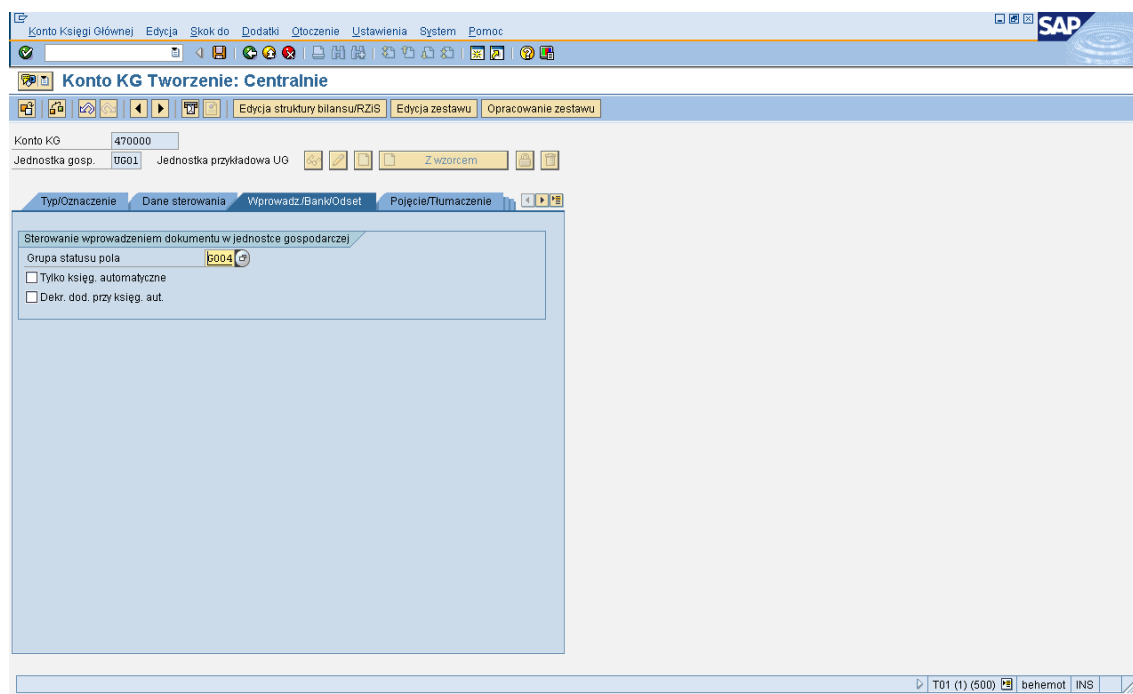 Konto Księgi Głównej Edycja Skok do Dodatki Otoczenie Ustawienia System Pomoc
SAP
Konto KG Tworzenie: Centralnie
Edycja struktury bilansu/RZiS Edycja zestawu Opracowanie zestawu
Konto KG 470000
Jednostka gosp. UG01 Jednostka przykładowa UG Z wzorcem
Typ/Oznaczenie Dane sterowania Wprowadz./Bank/Odset Pojęcie/Tłumaczenie
Sterowanie wprowadzeniem dokumentu w jednostce gospodarczej
Grupa statusu pola G004
Tylko księg. automatyczne
Dekr. dod. przy księg. aut.
T01 (1) (500) behemot INS